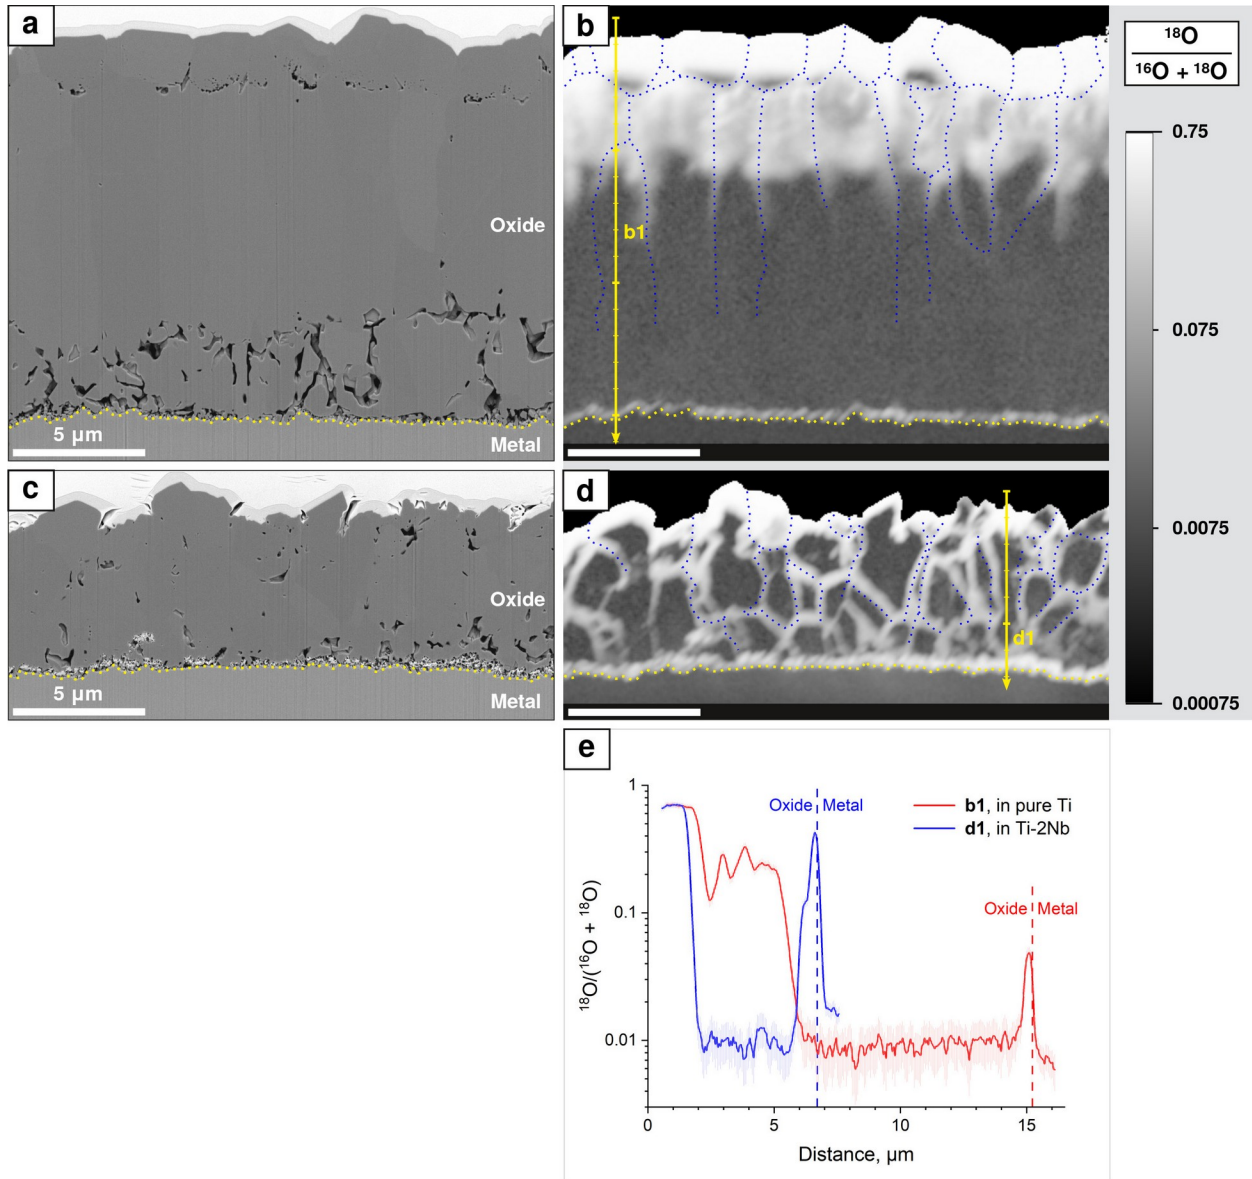 a
Oxide
5 µm
Metal
b
b1
¹⁸O
¹⁶O + ¹⁸O
0.75
0.075
0.0075
0.00075
c
Oxide
5 µm
Metal
d
d1
e
1
0.1
0.01
¹⁸O/(¹⁶O + ¹⁸O)
Oxide Metal
b1, in pure Ti
d1, in Ti-2Nb
Oxide Metal
0 5 10 15
Distance, µm